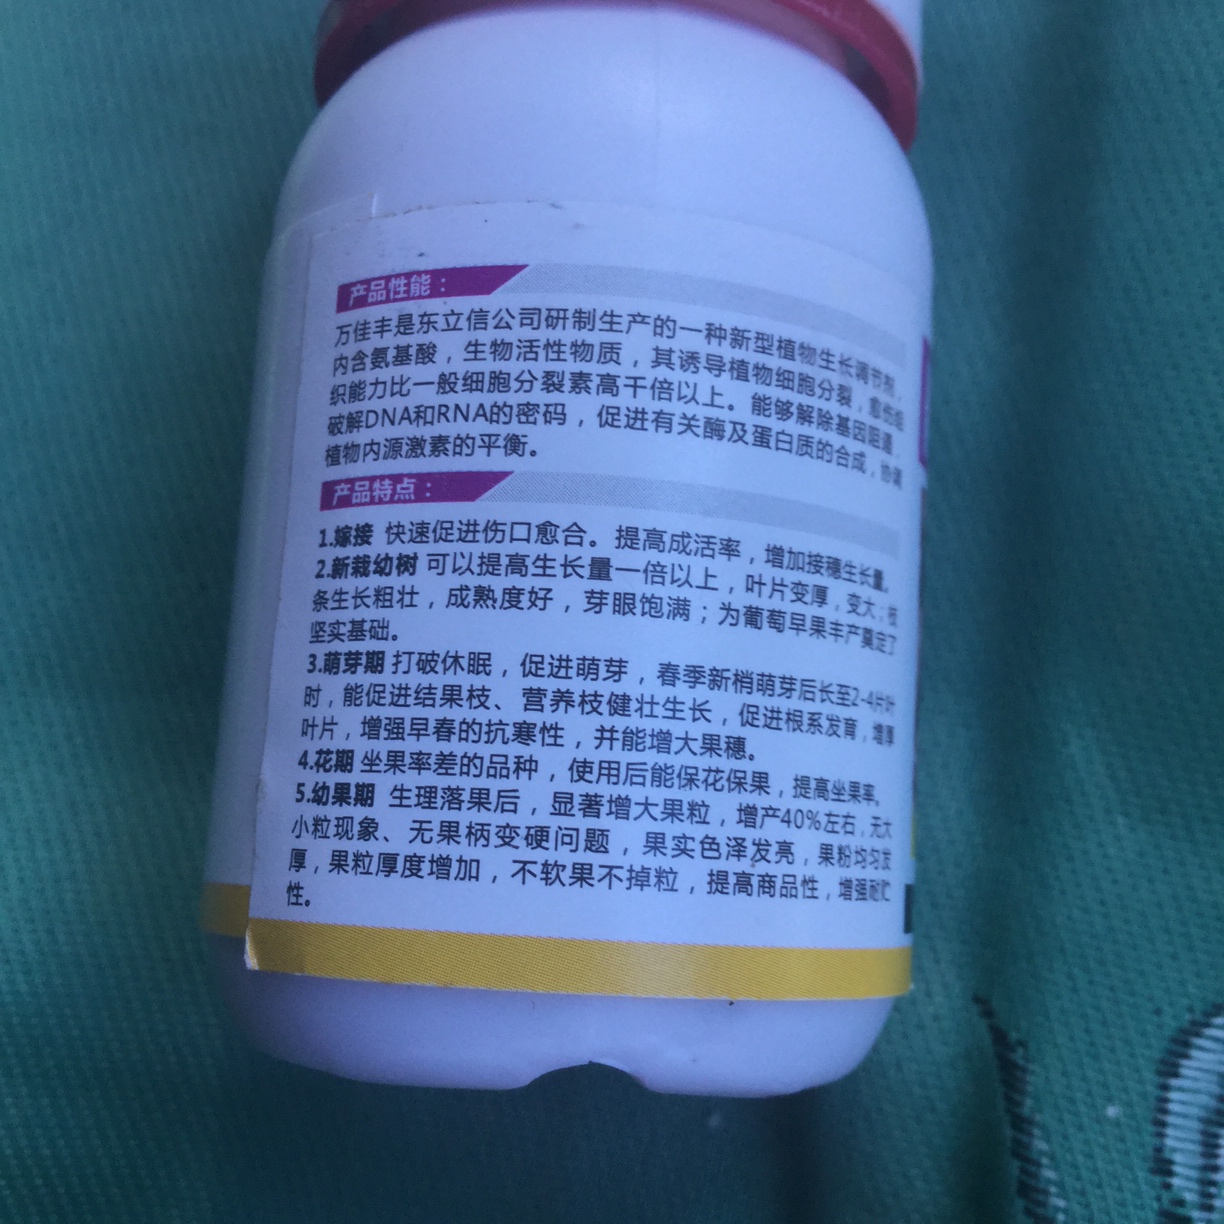 产品性能：
万佳丰是东立信公司研制生产的一种新型植物生长调节剂，
内含氨基酸，生物活性物质，其诱导植物细胞分裂，愈伤组
织能力比一般细胞分裂素高千倍以上。能够解除基因阻遏，
破解DNA和RNA的密码，促进有关酶及蛋白质的合成，协调
植物内源激素的平衡。
产品特点：
1.嫁接 快速促进伤口愈合。提高成活率，增加接穗生长量。
2.新栽幼树 可以提高生长量一倍以上，叶片变厚，变大；枝
条生长粗壮，成熟度好，芽眼饱满；为葡萄早果丰产奠定了
坚实基础。
3.萌芽期 打破休眠，促进萌芽，春季新梢萌芽后长至2-4片叶
时，能促进结果枝、营养枝健壮生长，促进根系发育，增厚
叶片，增强早春的抗寒性，并能增大果穗。
4.花期 坐果率差的品种，使用后能保花保果，提高坐果率。
5.幼果期 生理落果后，显著增大果粒，增产40%左右，无大
小粒现象、无果柄变硬问题，果实色泽发亮，果粉均匀发
厚，果粒厚度增加，不软果不掉粒，提高商品性，增强耐贮
性。